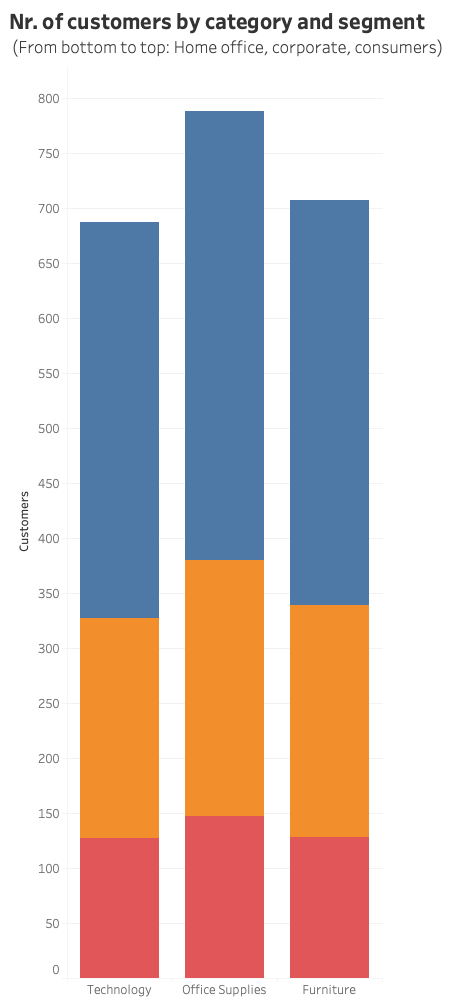 Nr. of customers by category and segment
(From bottom to top: Home office, corporate, consumers)
800
750
700
650
600
550
500
450
400
350
300
250
200
150
100
50
0
Customers
Technology
Office Supplies
Furniture